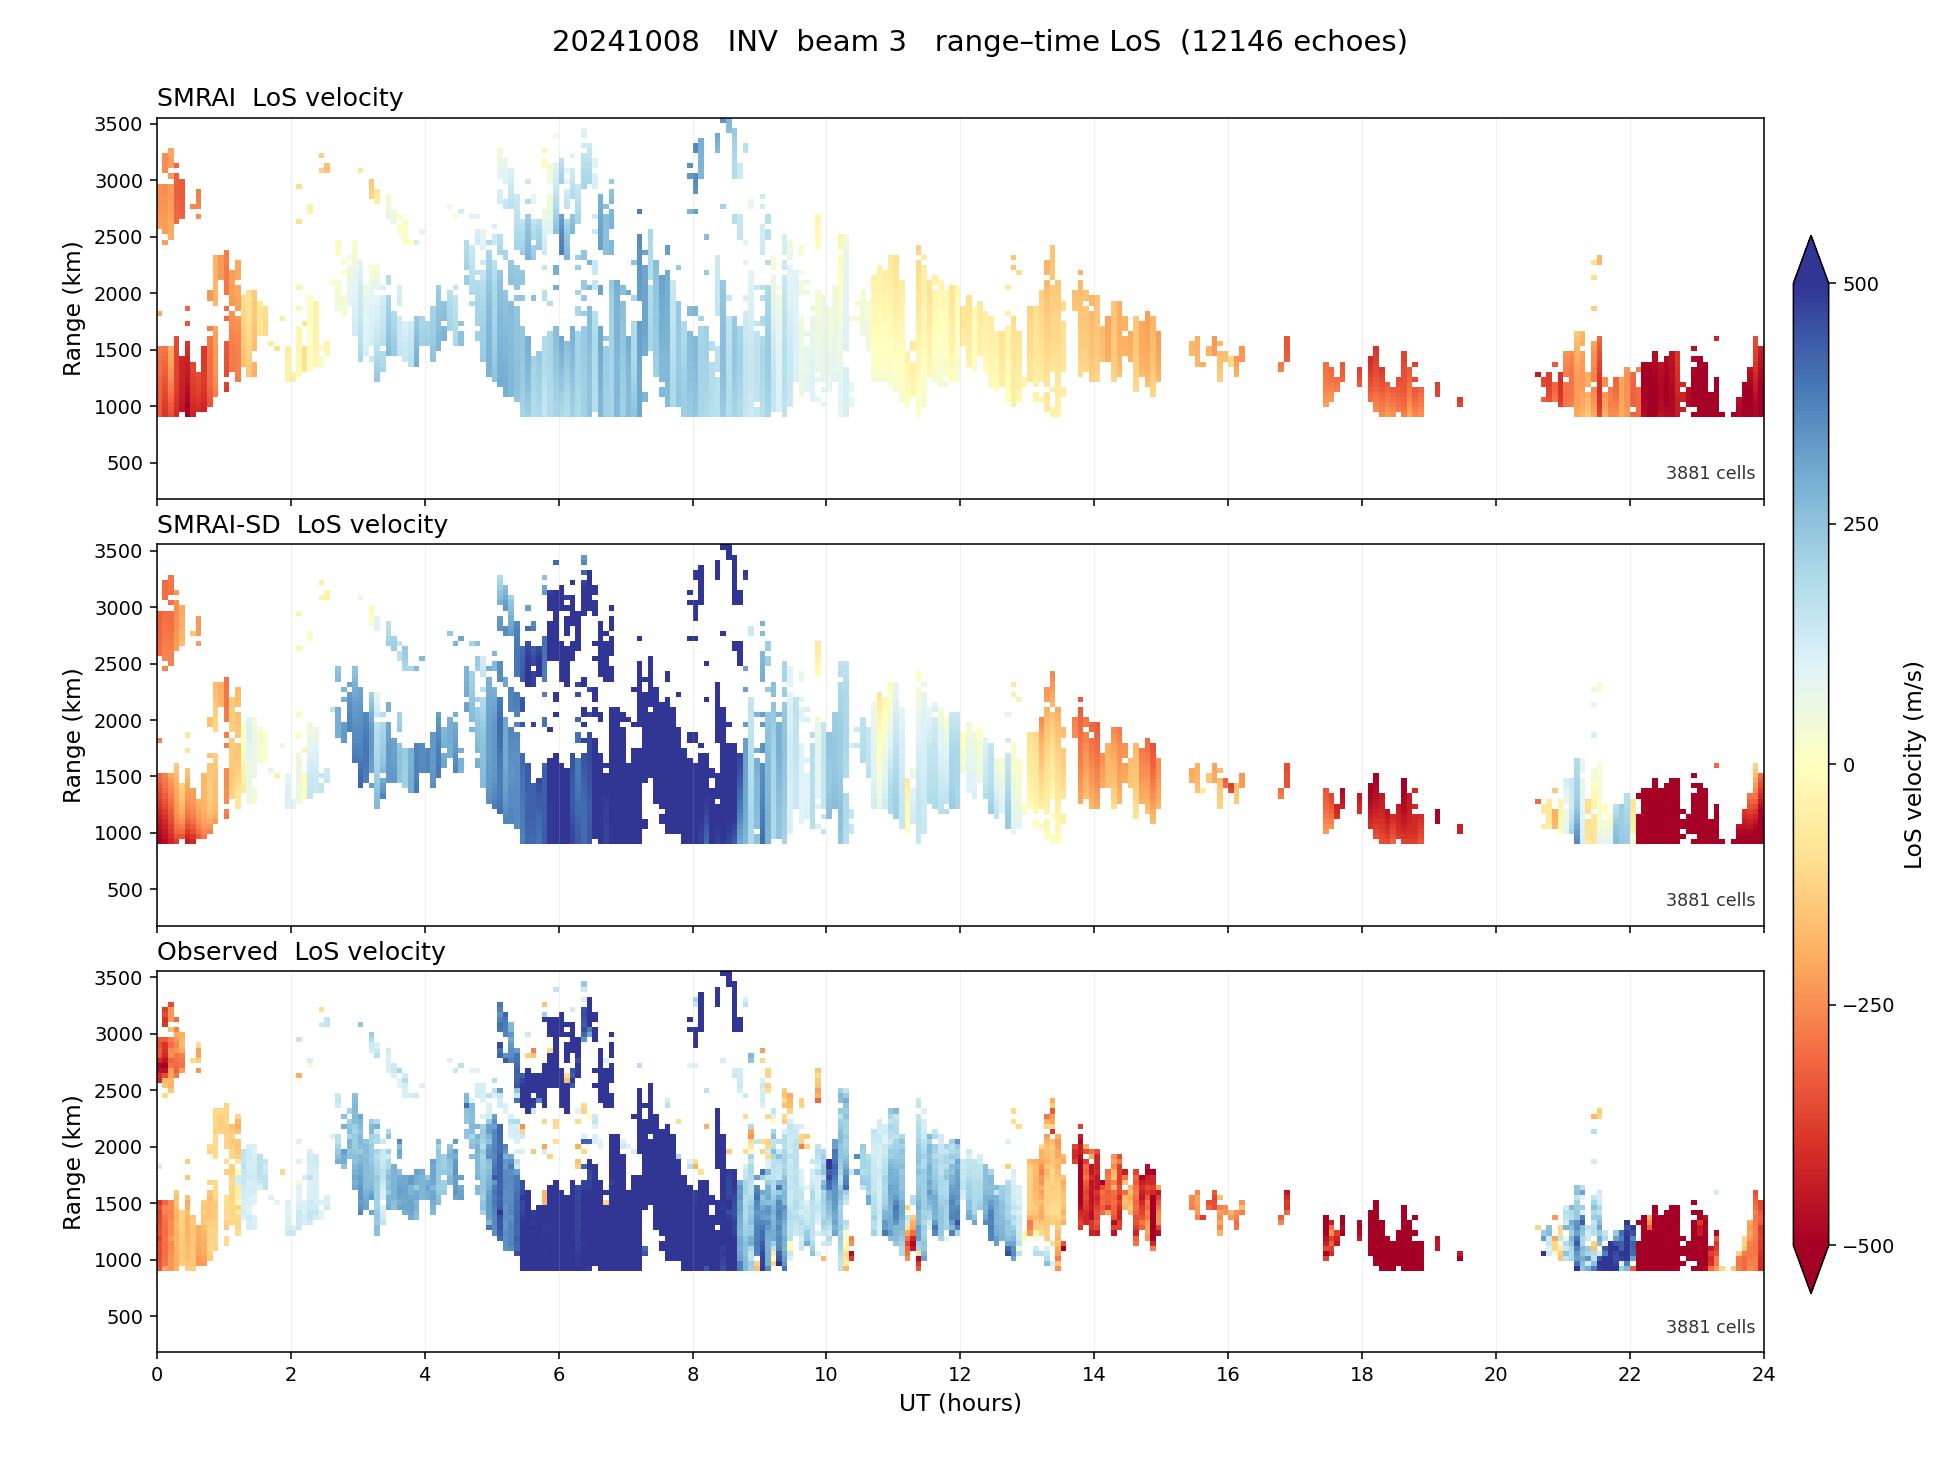 20241008   INV  beam 3   range–time LoS  (12146 echoes)
SMRAI  LoS velocity
3500
3000
2500
2000
1500
1000
500
Range (km)
3881 cells
SMRAI-SD  LoS velocity
3500
3000
2500
2000
1500
1000
500
Range (km)
3881 cells
Observed  LoS velocity
3500
3000
2500
2000
1500
1000
500
Range (km)
3881 cells
0 2 4 6 8 10 12 14 16 18 20 22 24
UT (hours)
500
250
0
−250
−500
LoS velocity (m/s)